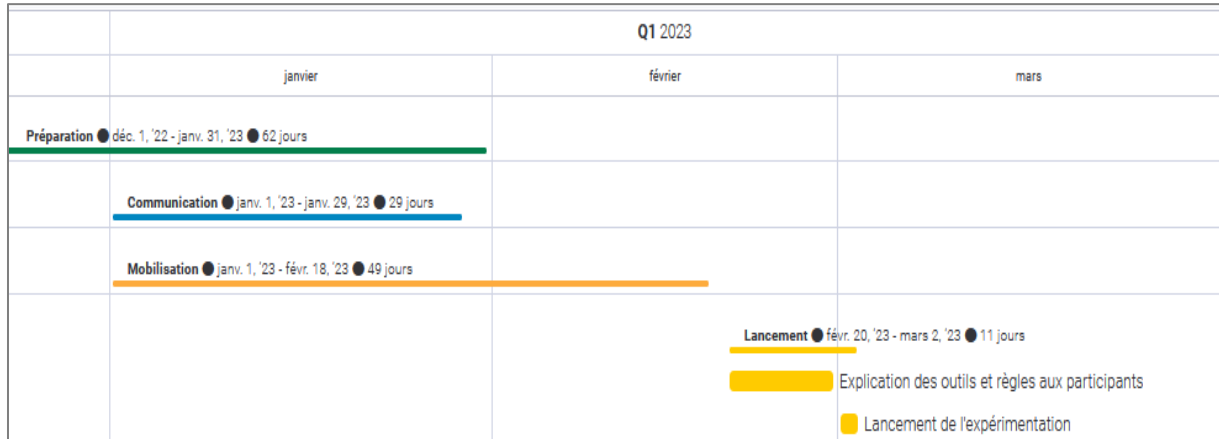 Q1 2023
janvier février mars
Préparation ● déc. 1, '22 - janv. 31, '23 ● 62 jours
Communication ● janv. 1, '23 - janv. 29, '23 ● 29 jours
Mobilisation ● janv. 1, '23 - févr. 18, '23 ● 49 jours
Lancement ● févr. 20, '23 - mars 2, '23 ● 11 jours
Explication des outils et règles aux participants
Lancement de l'expérimentation